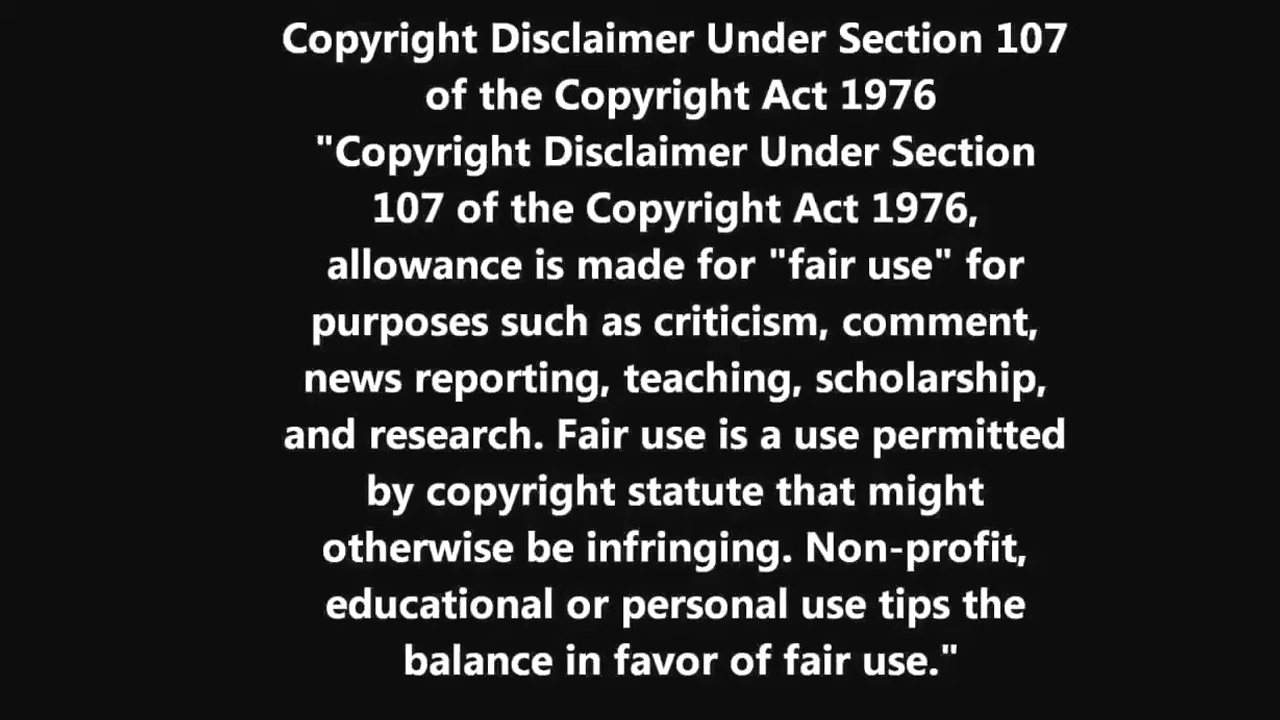 Copyright Disclaimer Under Section 107
of the Copyright Act 1976
"Copyright Disclaimer Under Section
107 of the Copyright Act 1976,
allowance is made for "fair use" for
purposes such as criticism, comment,
news reporting, teaching, scholarship,
and research. Fair use is a use permitted
by copyright statute that might
otherwise be infringing. Non-profit,
educational or personal use tips the
balance in favor of fair use."